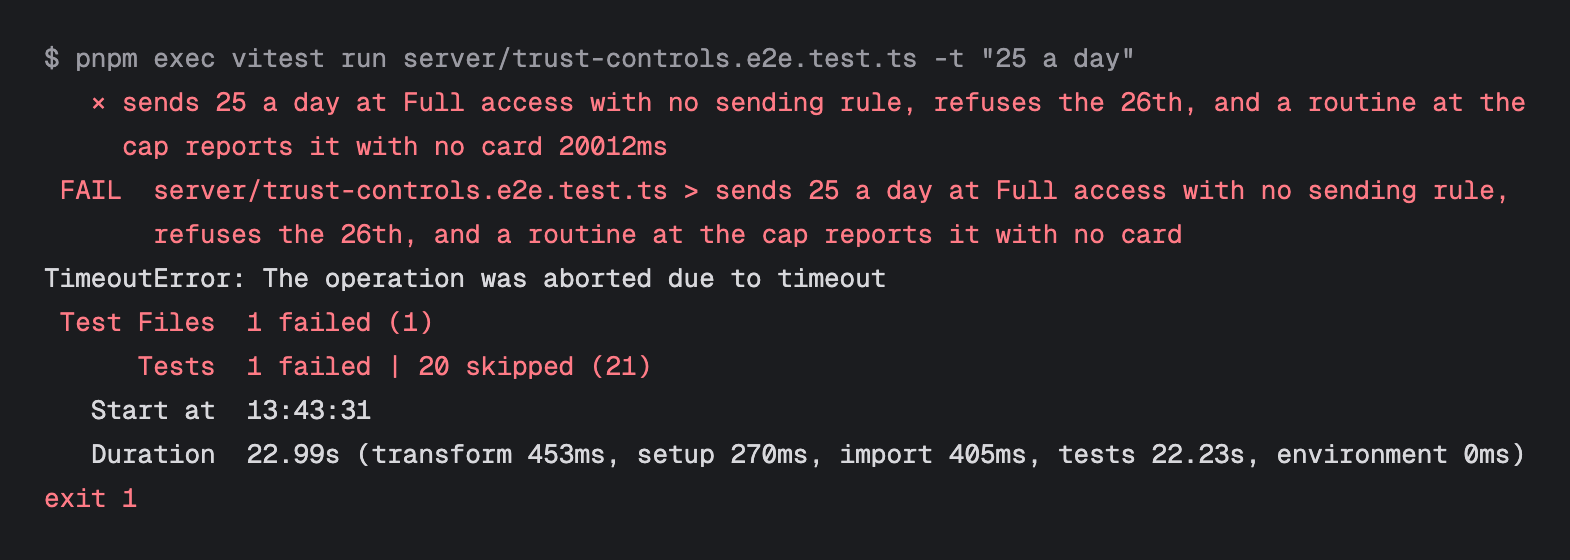 $ pnpm exec vitest run server/trust-controls.e2e.test.ts -t "25 a day"
× sends 25 a day at Full access with no sending rule, refuses the 26th, and a routine at the
cap reports it with no card 20012ms
FAIL  server/trust-controls.e2e.test.ts > sends 25 a day at Full access with no sending rule,
refuses the 26th, and a routine at the cap reports it with no card
TimeoutError: The operation was aborted due to timeout
Test Files  1 failed (1)
Tests  1 failed | 20 skipped (21)
Start at  13:43:31
Duration  22.99s (transform 453ms, setup 270ms, import 405ms, tests 22.23s, environment 0ms)
exit 1